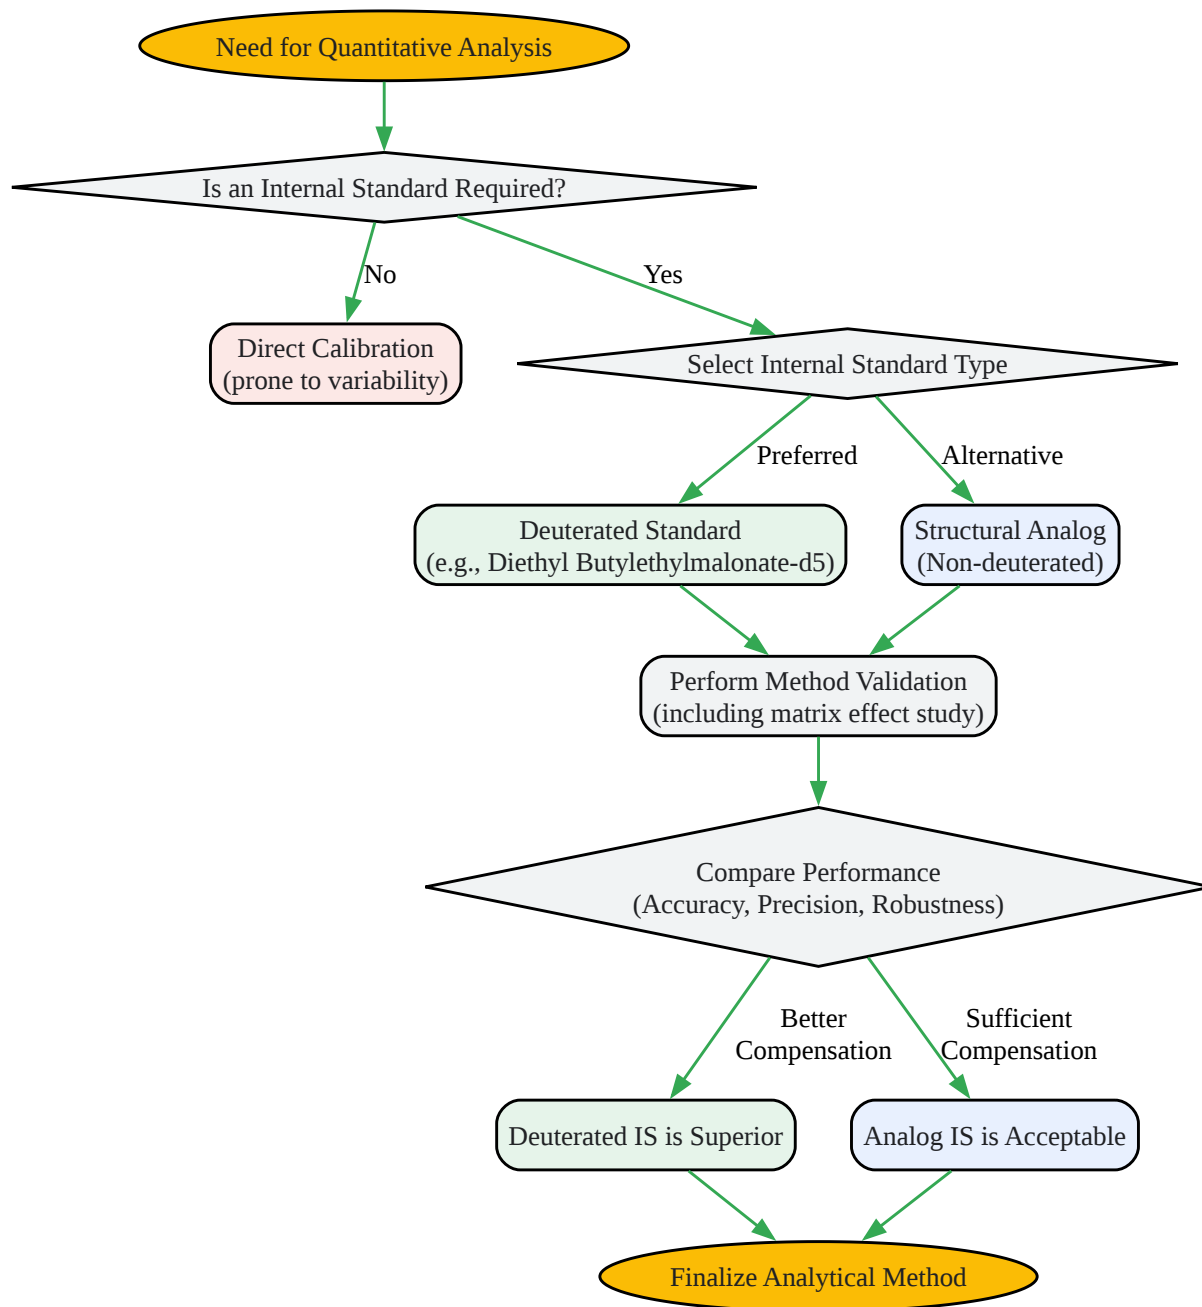 Need for Quantitative Analysis
Is an Internal Standard Required?
No
Yes
Direct Calibration
(prone to variability)
Select Internal Standard Type
Preferred
Alternative
Deuterated Standard
(e.g., Diethyl Butylethylmalonate-d5)
Structural Analog
(Non-deuterated)
Perform Method Validation
(including matrix effect study)
Compare Performance
(Accuracy, Precision, Robustness)
Better
Compensation
Sufficient
Compensation
Deuterated IS is Superior
Analog IS is Acceptable
Finalize Analytical Method